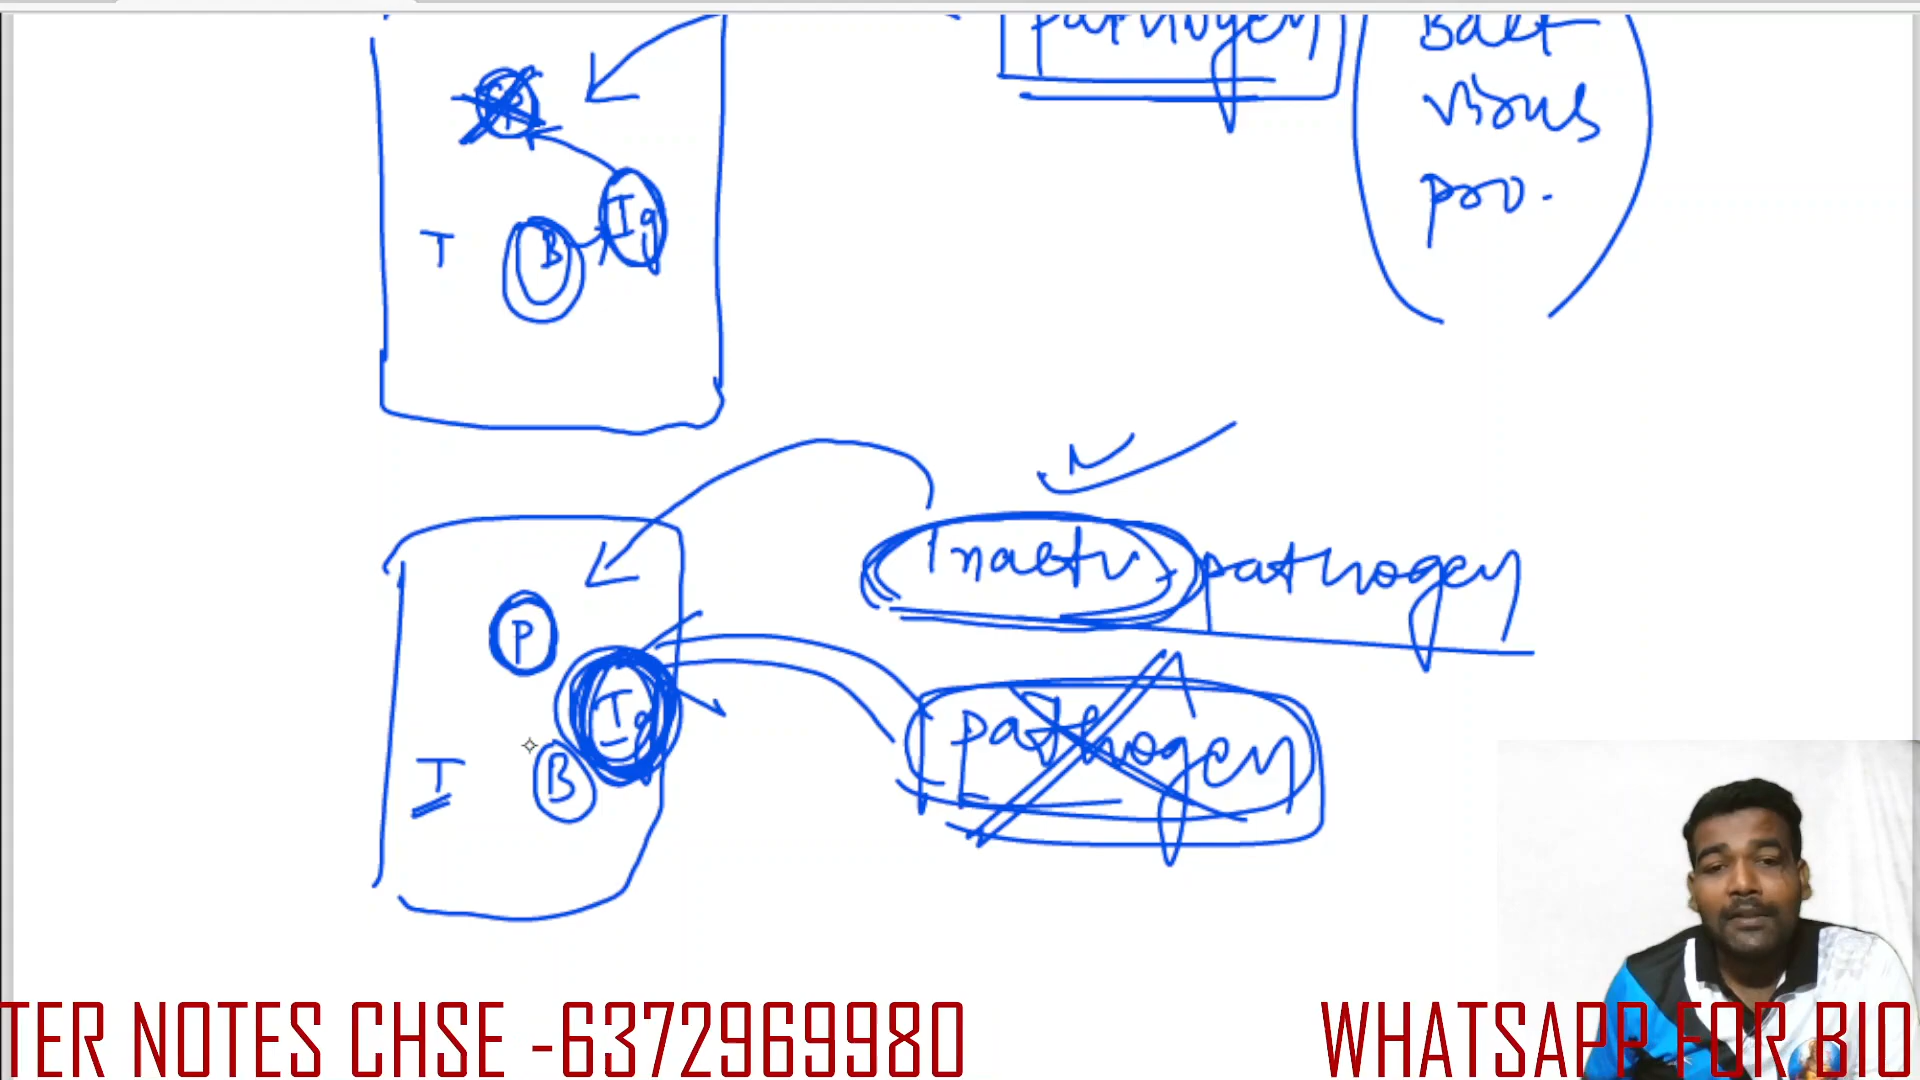 pathogen
Bact
virus
pro.
Ig
T B
Inactv pathogen
P
Ig
pathogen
T B
TER NOTES CHSE -6372969980 WHATSAPP FOR BIO